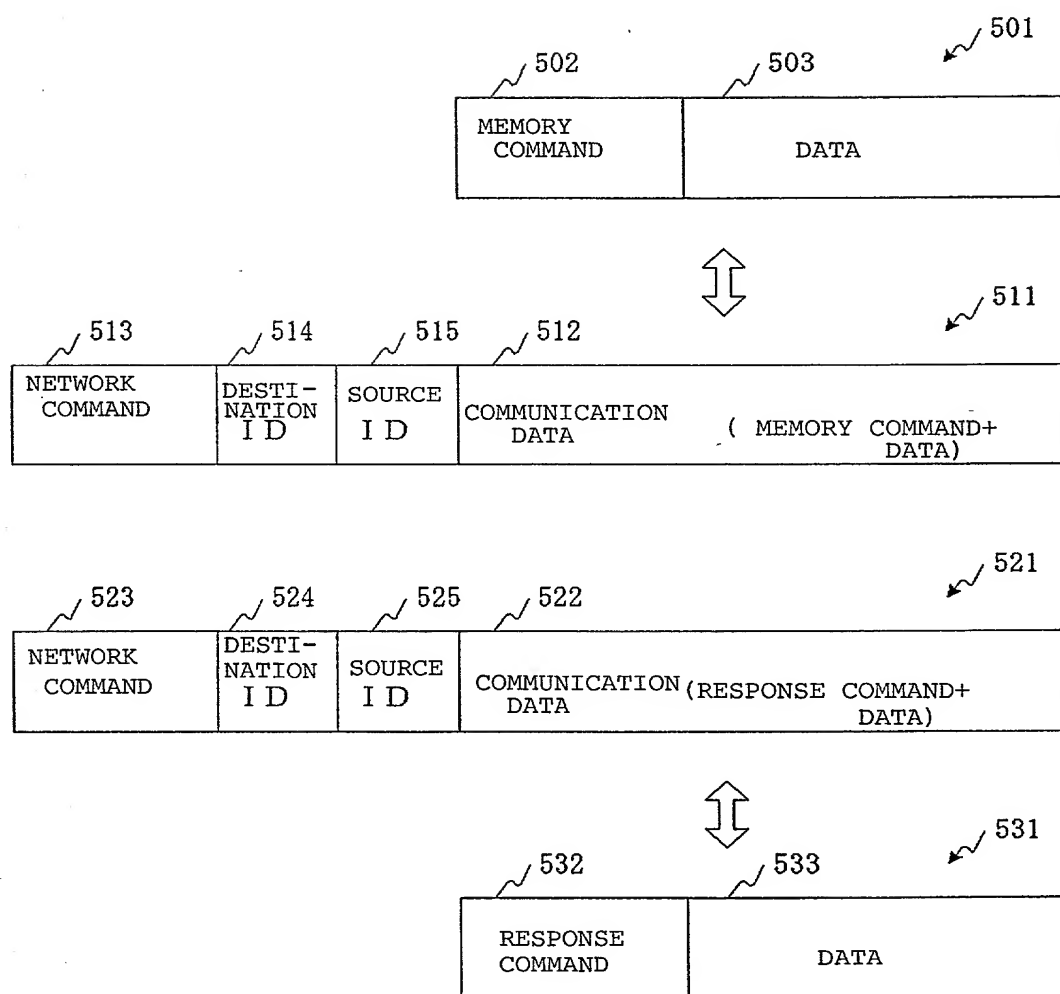 501
502 503
MEMORY
COMMAND
DATA
511
513 514 515 512
NETWORK
COMMAND
DESTI-
NATION
ID
SOURCE
ID
COMMUNICATION
DATA
( MEMORY COMMAND+
DATA)
521
523 524 525 522
NETWORK
COMMAND
DESTI-
NATION
ID
SOURCE
ID
COMMUNICATION
DATA
(RESPONSE COMMAND+
DATA)
531
532 533
RESPONSE
COMMAND
DATA